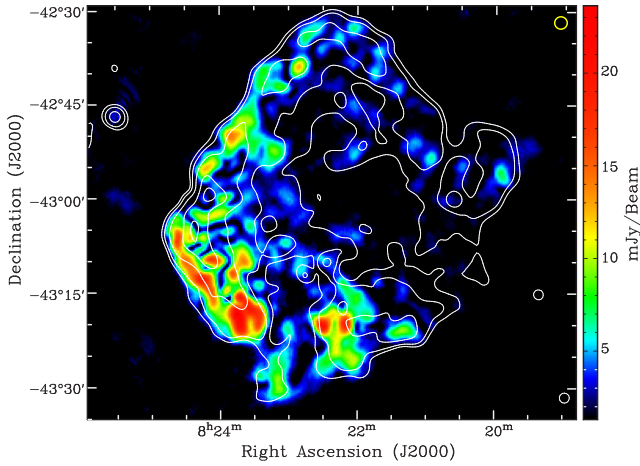 −42°30′
−42°45′
−43°00′
−43°15′
−43°30′
Declination (J2000)
8ʰ24ᵐ
22ᵐ
20ᵐ
Right Ascension (J2000)
20
15
10
5
mJy/Beam